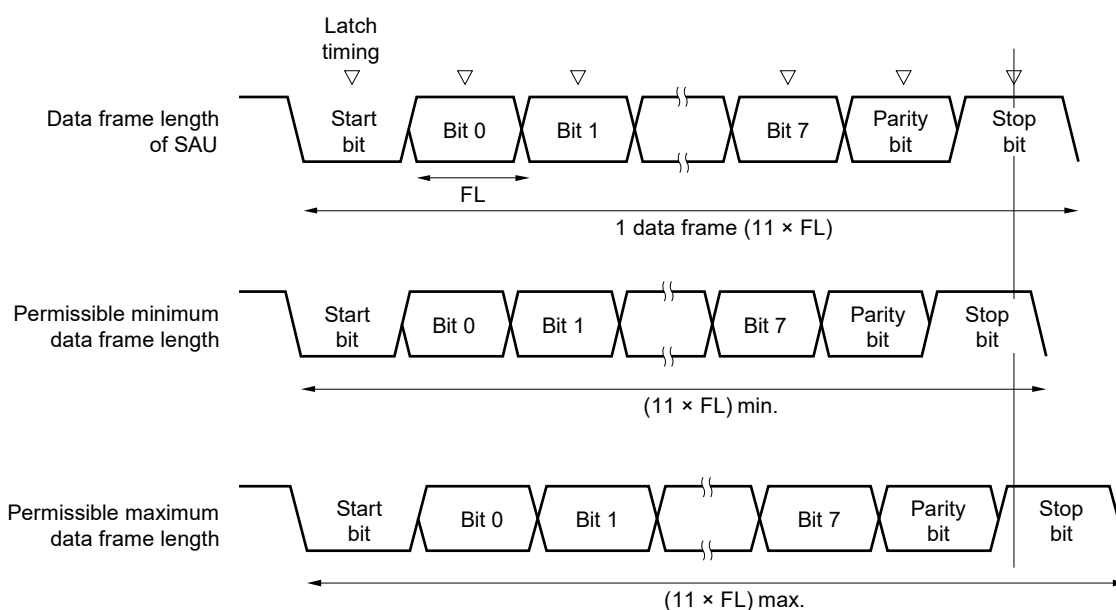 Latch
timing
Data frame length
of SAU
Start
bit
Bit 0
Bit 1
Bit 7
Parity
bit
Stop
bit
FL
1 data frame (11 × FL)
Permissible minimum
data frame length
Start
bit
Bit 0
Bit 1
Bit 7
Parity
bit
Stop
bit
(11 × FL) min.
Permissible maximum
data frame length
Start
bit
Bit 0
Bit 1
Bit 7
Parity
bit
Stop
bit
(11 × FL) max.